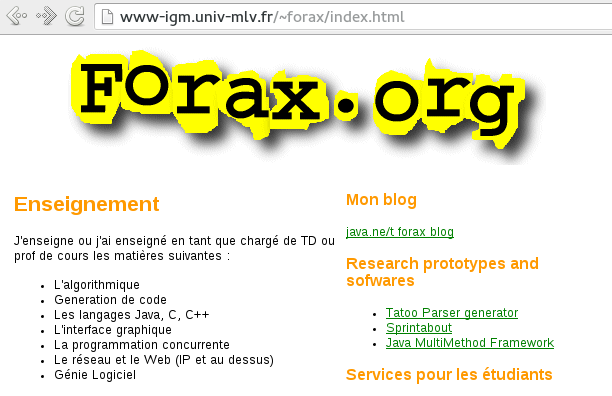 www-igm.univ-mlv.fr/~forax/index.html
Forax.org
Enseignement
J'enseigne ou j'ai enseigné en tant que chargé de TD ou
prof de cours les matières suivantes :
L'algorithmique
Generation de code
Les langages Java, C, C++
L'interface graphique
La programmation concurrente
Le réseau et le Web (IP et au dessus)
Génie Logiciel
Mon blog
java.ne/t forax blog
Research prototypes and
sofwares
Tatoo Parser generator
Sprintabout
Java MultiMethod Framework
Services pour les étudiants